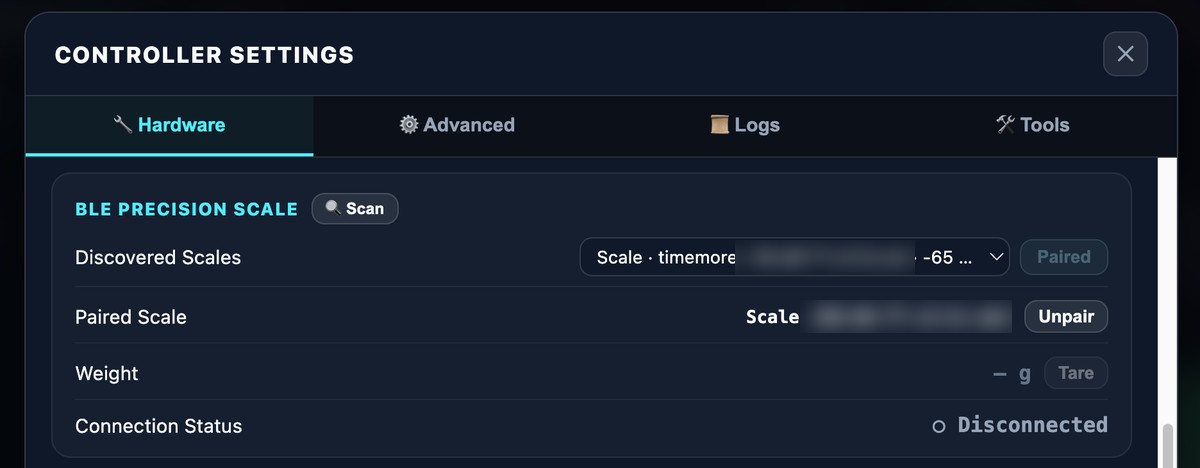 CONTROLLER SETTINGS
Hardware Advanced Logs Tools
BLE PRECISION SCALE Scan
Discovered Scales Scale · timemore · -65 ... Paired
Paired Scale Scale Unpair
Weight – g Tare
Connection Status Disconnected